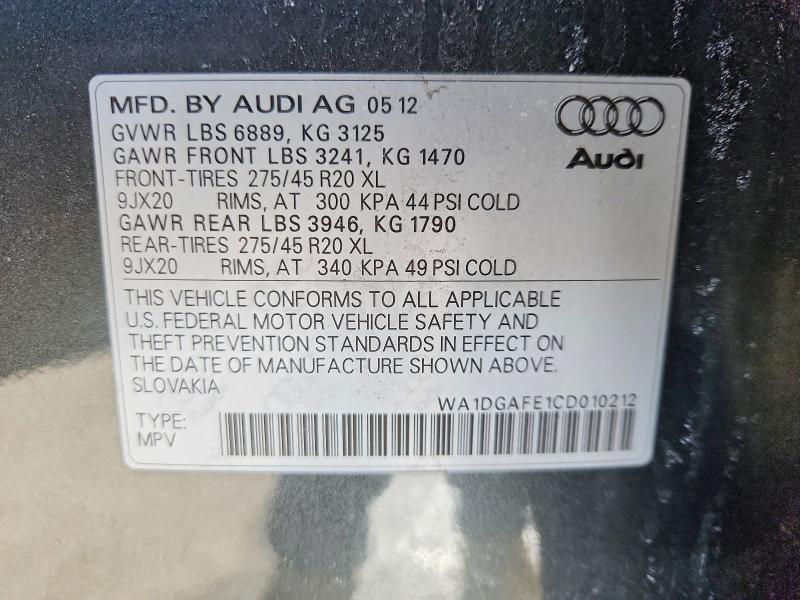 MFD. BY AUDI AG 05 12
GVWR LBS 6889, KG 3125
GAWR FRONT LBS 3241, KG 1470
FRONT-TIRES 275/45 R20 XL
9JX20 RIMS, AT 300 KPA 44 PSI COLD
GAWR REAR LBS 3946, KG 1790
REAR-TIRES 275/45 R20 XL
9JX20 RIMS, AT 340 KPA 49 PSI COLD
Audi
THIS VEHICLE CONFORMS TO ALL APPLICABLE
U.S. FEDERAL MOTOR VEHICLE SAFETY AND
THEFT PREVENTION STANDARDS IN EFFECT ON
THE DATE OF MANUFACTURE SHOWN ABOVE.
SLOVAKIA
WA1DGAFE1CD010212
TYPE:
MPV